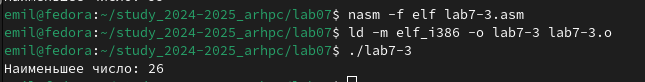 emil@fedora:~/study_2024-2025_arhpc/lab07$ nasm -f elf lab7-3.asm
emil@fedora:~/study_2024-2025_arhpc/lab07$ ld -m elf_i386 -o lab7-3 lab7-3.o
emil@fedora:~/study_2024-2025_arhpc/lab07$ ./lab7-3
Наименьшее число: 26